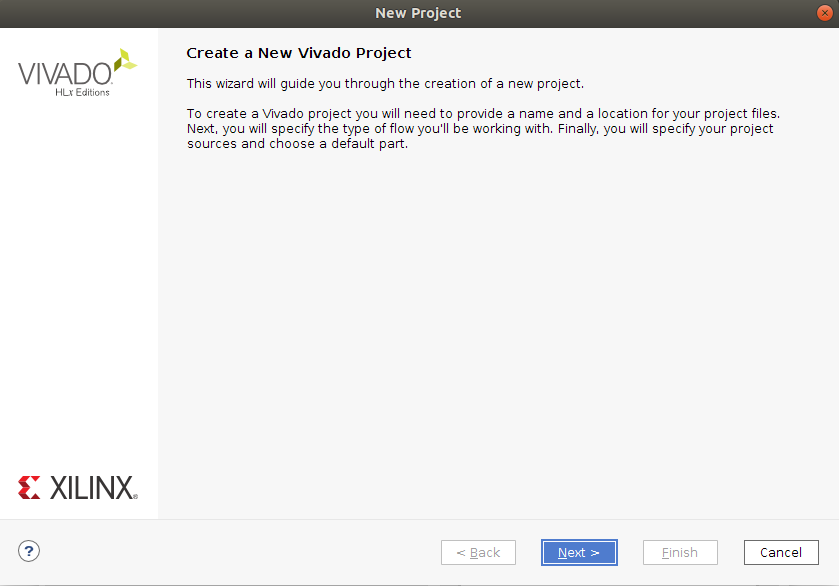 New Project
VIVADO.
HLx Editions
Create a New Vivado Project
This wizard will guide you through the creation of a new project.
To create a Vivado project you will need to provide a name and a location for your project files.
Next, you will specify the type of flow you'll be working with. Finally, you will specify your project
sources and choose a default part.
XILINX®
?
< Back
Next >
Finish
Cancel